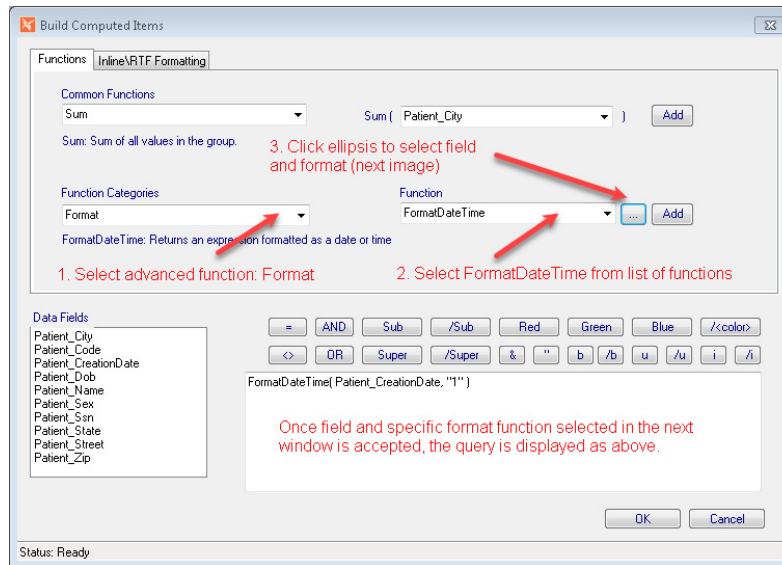 Build Computed Items
Functions
Inline\RTF Formatting
Common Functions
Sum
Sum (
Patient_City
)
Add
Sum: Sum of all values in the group.
3. Click ellipsis to select field
and format (next image)
Function Categories
Function
Format
FormatDateTime
...
Add
FormatDateTime: Returns an expression formatted as a date or time
1. Select advanced function: Format
2. Select FormatDateTime from list of functions
Data Fields
Patient_City
Patient_Code
Patient_CreationDate
Patient_Dob
Patient_Name
Patient_Sex
Patient_Ssn
Patient_State
Patient_Street
Patient_Zip
= AND Sub /Sub Red Green Blue /<color>
<> OR Super /Super & " b /b u /u i /i
FormatDateTime( Patient_CreationDate, "1" )
Once field and specific format function selected in the next
window is accepted, the query is displayed as above.
OK
Cancel
Status: Ready